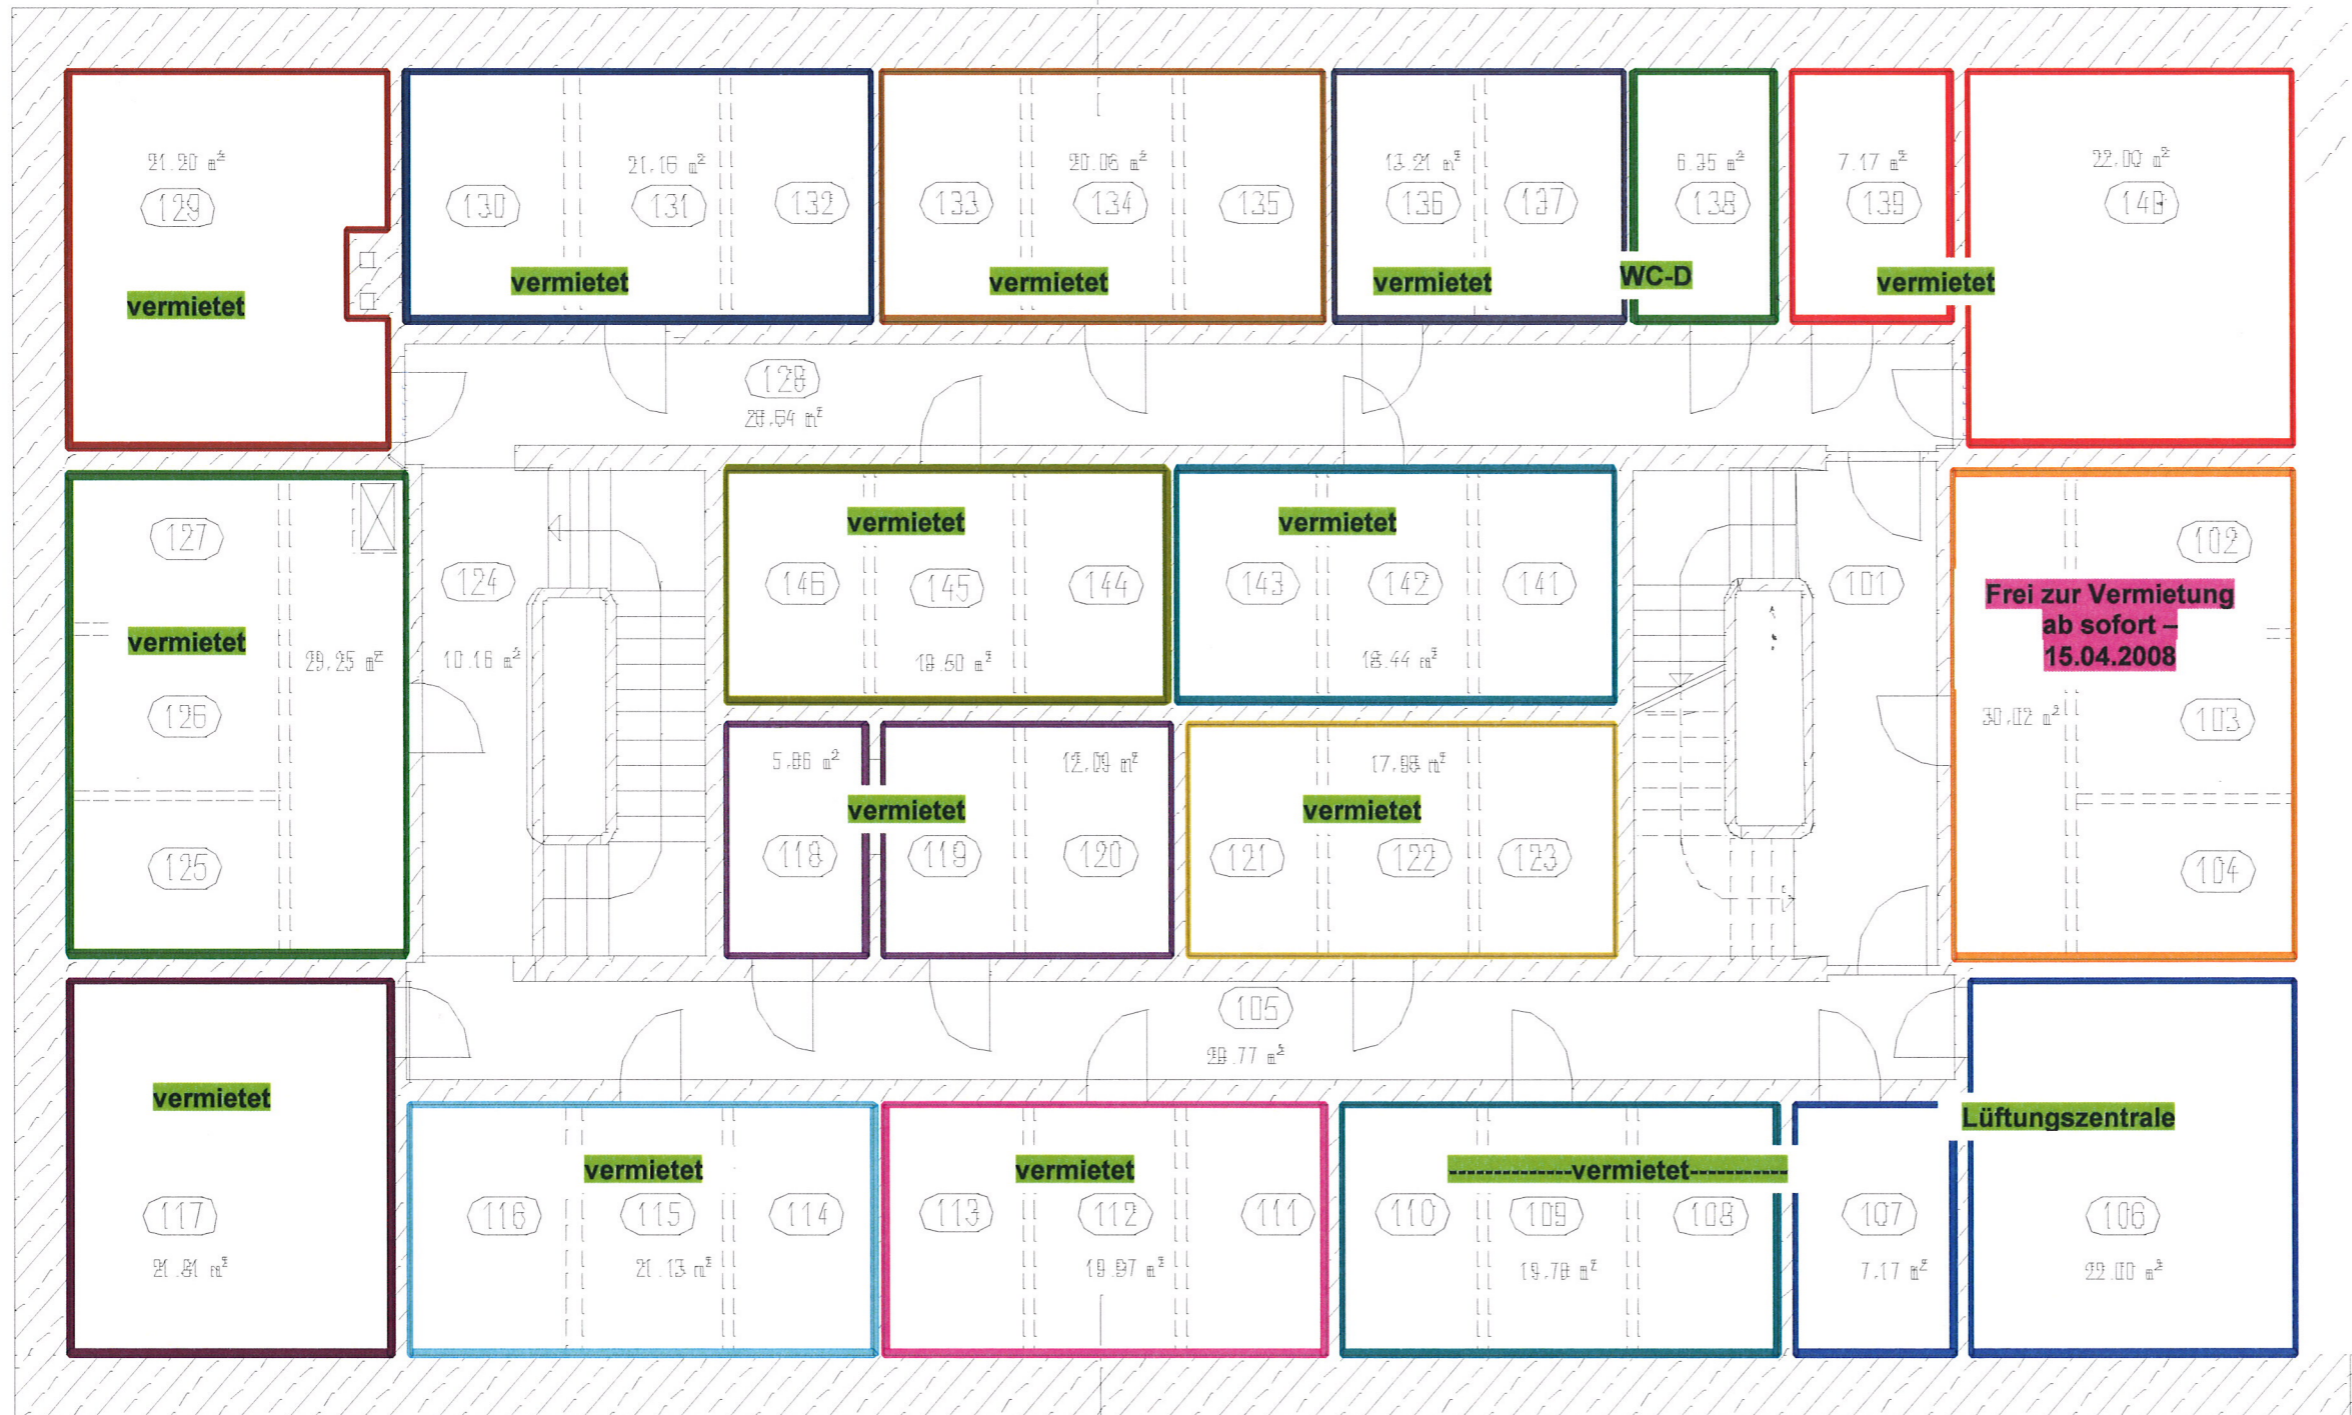 21.20 m²
129
vermietet
21.16 m²
130
131
132
vermietet
20.06 m²
133
134
135
vermietet
13.21 m²
136
137
vermietet
6.35 m²
138
WC-D
7.17 m²
139
vermietet
22.00 m²
140
128
127
vermietet
29.25 m²
126
125
124
10.16 m²
vermietet
146
145
144
vermietet
143
142
141
18.44 m²
101
102
Frei zur Vermietung
ab sofort –
15.04.2008
30.02 m²
103
104
5.86 m²
12.09 m²
vermietet
118
119
120
17.98 m²
vermietet
121
122
123
105
vermietet
117
vermietet
116
115
114
21.13 m²
vermietet
113
112
111
19.97 m²
--------------vermietet-----------
110
109
108
107
7.17 m²
Lüftungszentrale
106
22.00 m²